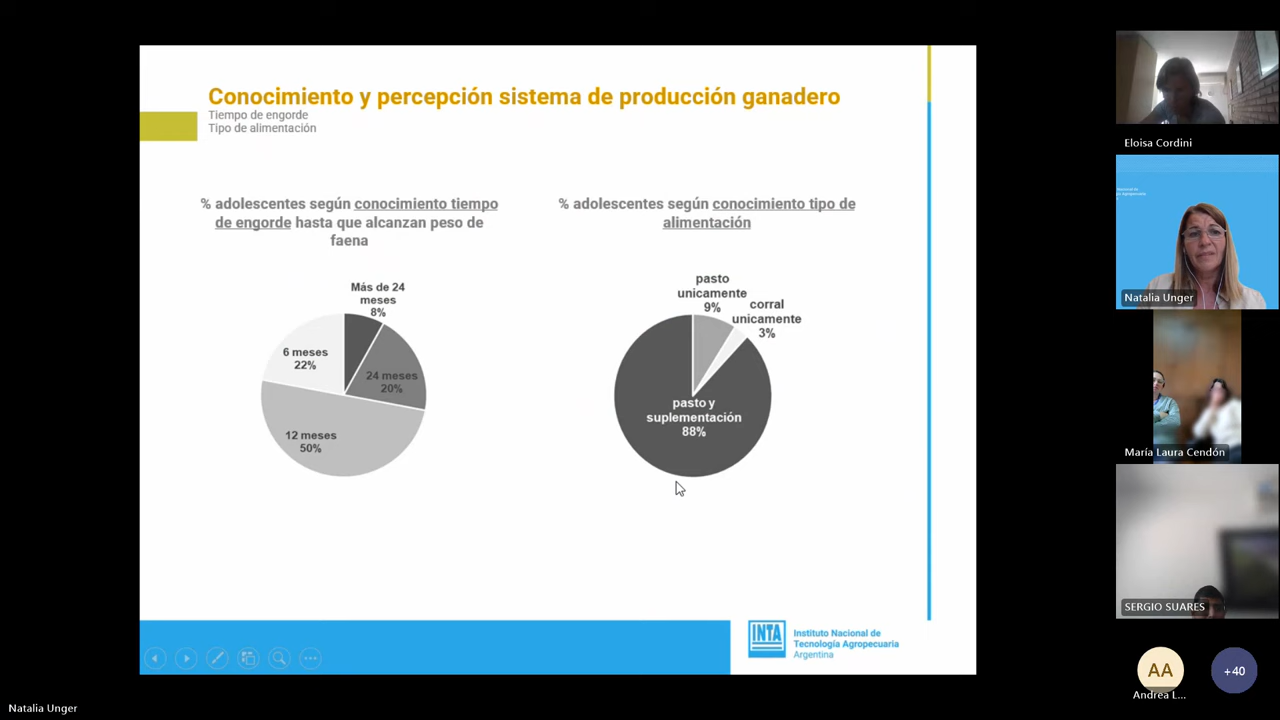 Conocimiento y percepción sistema de producción ganadero
Tiempo de engorde
Tipo de alimentación
% adolescentes según conocimiento tiempo
de engorde hasta que alcanzan peso de
faena
Más de 24
meses
8%
24 meses
20%
12 meses
50%
6 meses
22%
% adolescentes según conocimiento tipo de
alimentación
pasto
unicamente
9%
corral
unicamente
3%
pasto y
suplementación
88%
INTA
Instituto Nacional de
Tecnología Agropecuaria
Argentina
Eloisa Cordini
Natalia Unger
María Laura Cendón
SERGIO SUARES
AA
Andrea L...
+40
Natalia Unger